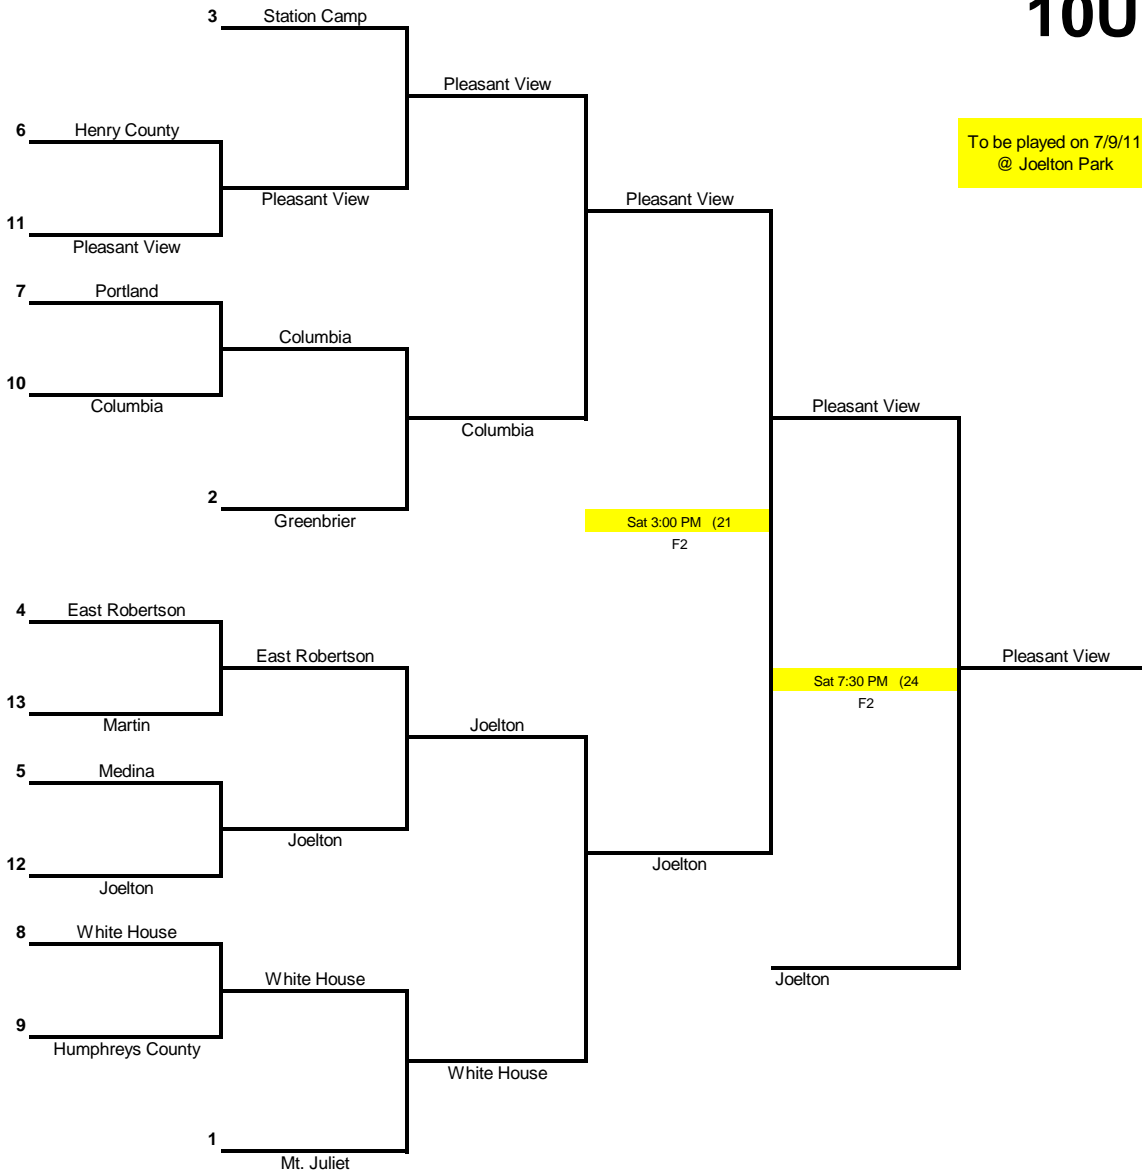 10U
3 Station Camp
Pleasant View
To be played on 7/9/11
@ Joelton Park
6 Henry County
Pleasant View
Pleasant View
11
Pleasant View
7 Portland
Columbia
10
Columbia
Pleasant View
Columbia
2
Greenbrier
Sat 3:00 PM (21
F2
4 East Robertson
East Robertson
Pleasant View
Sat 7:30 PM (24
F2
13
Martin
Joelton
5 Medina
Joelton
Joelton
12
Joelton
8 White House
White House
Joelton
9
Humphreys County
White House
1
Mt. Juliet